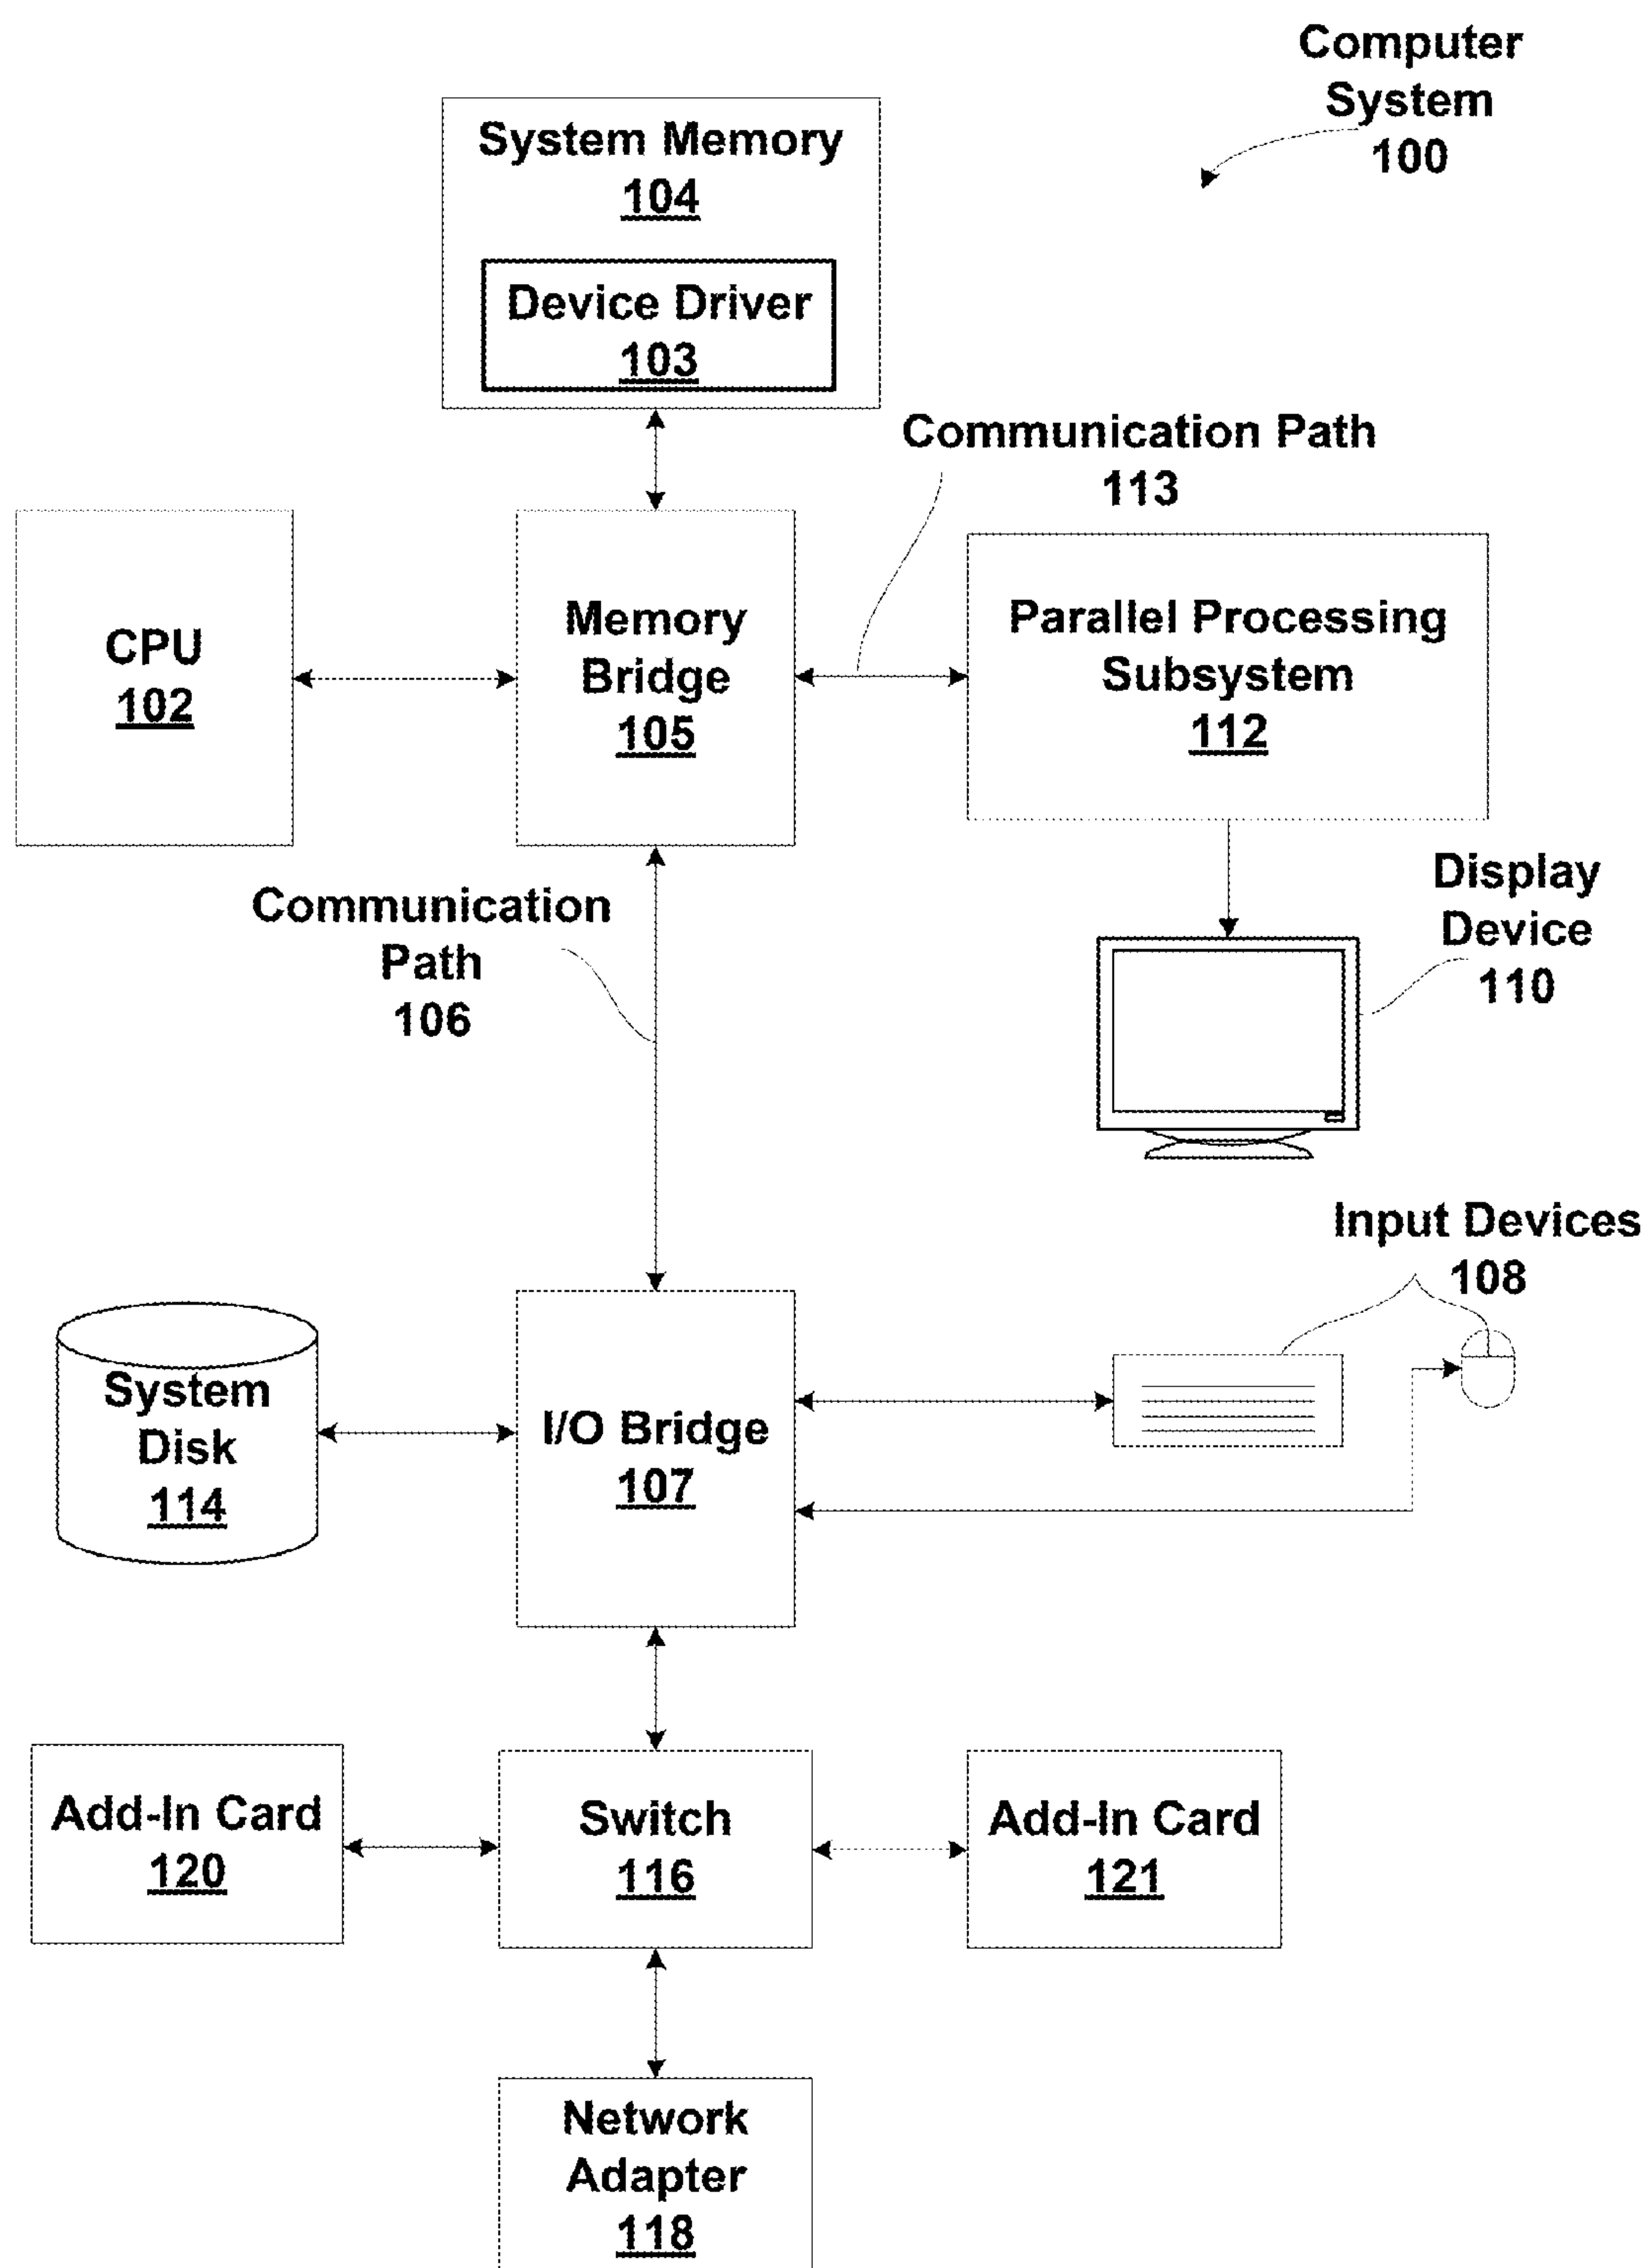 Computer
System
100
System Memory
104
Device Driver
103
Communication Path
113
CPU
102
Memory
Bridge
105
Parallel Processing
Subsystem
112
Communication
Path
106
Display
Device
110
Input Devices
108
System
Disk
114
I/O Bridge
107
Add-In Card
120
Switch
116
Add-In Card
121
Network
Adapter
118